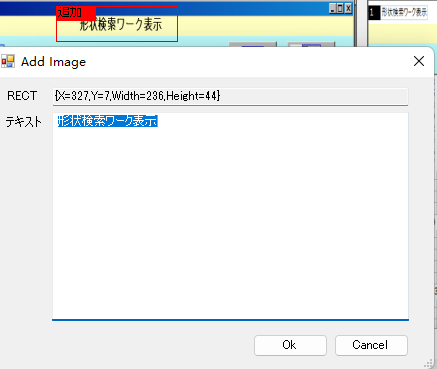 追加
形状検索ワーク表示
1 形状検索ワーク表示
Add Image
RECT {X=327,Y=7,Width=236,Height=44}
テキスト 形状検索ワーク表示
Ok Cancel